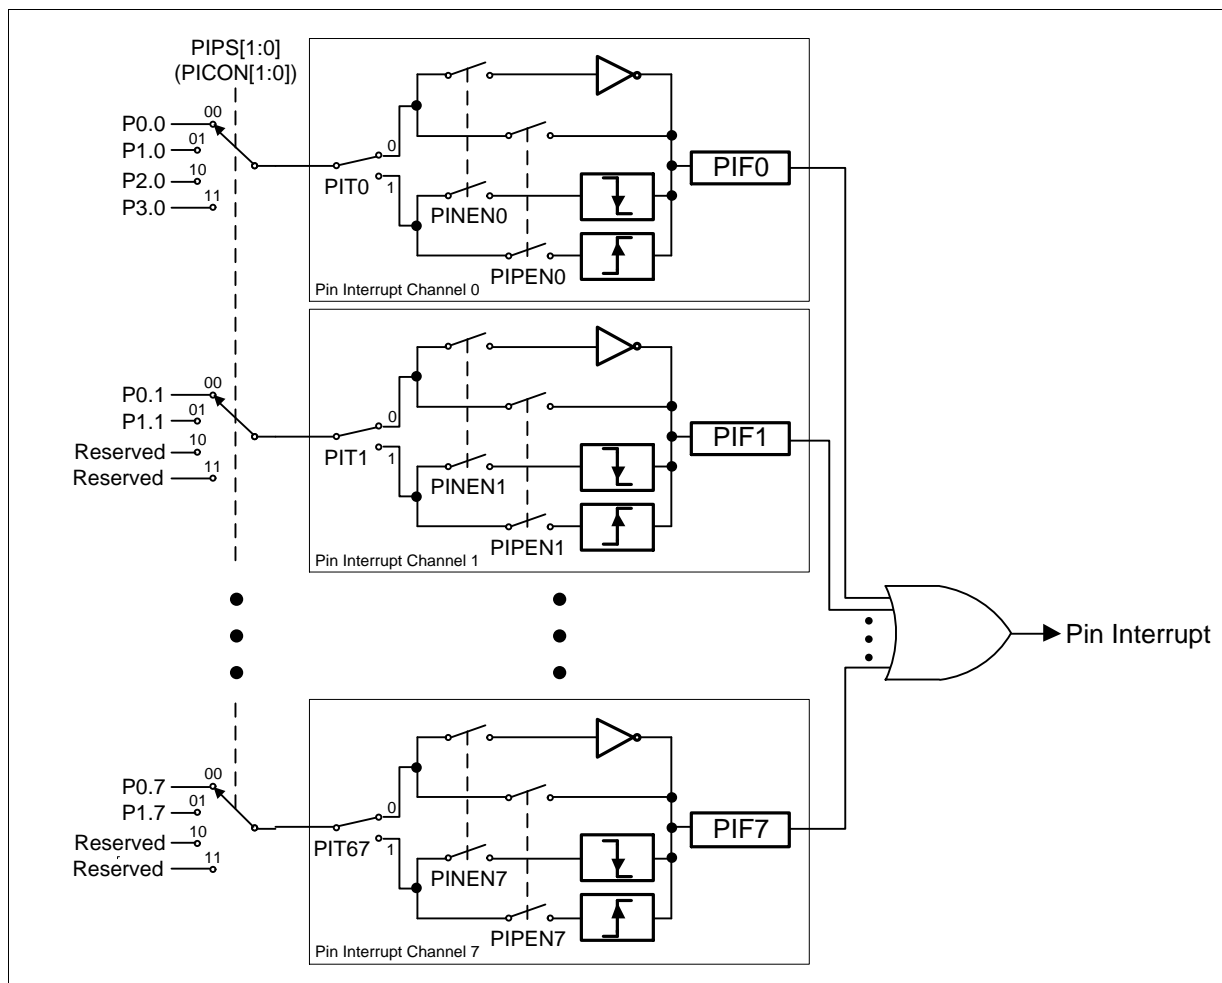 PIPS[1:0]
(PICON[1:0])
00
P0.0
01
P1.0
10
P2.0
11
P3.0
0
PIT0
1
PINEN0
PIPEN0
PIF0
Pin Interrupt Channel 0
00
P0.1
01
P1.1
10
Reserved
11
Reserved
0
PIT1
1
PINEN1
PIPEN1
PIF1
Pin Interrupt Channel 1
Pin Interrupt
00
P0.7
01
P1.7
10
Reserved
11
Reserved
0
PIT67
1
PINEN7
PIPEN7
PIF7
Pin Interrupt Channel 7